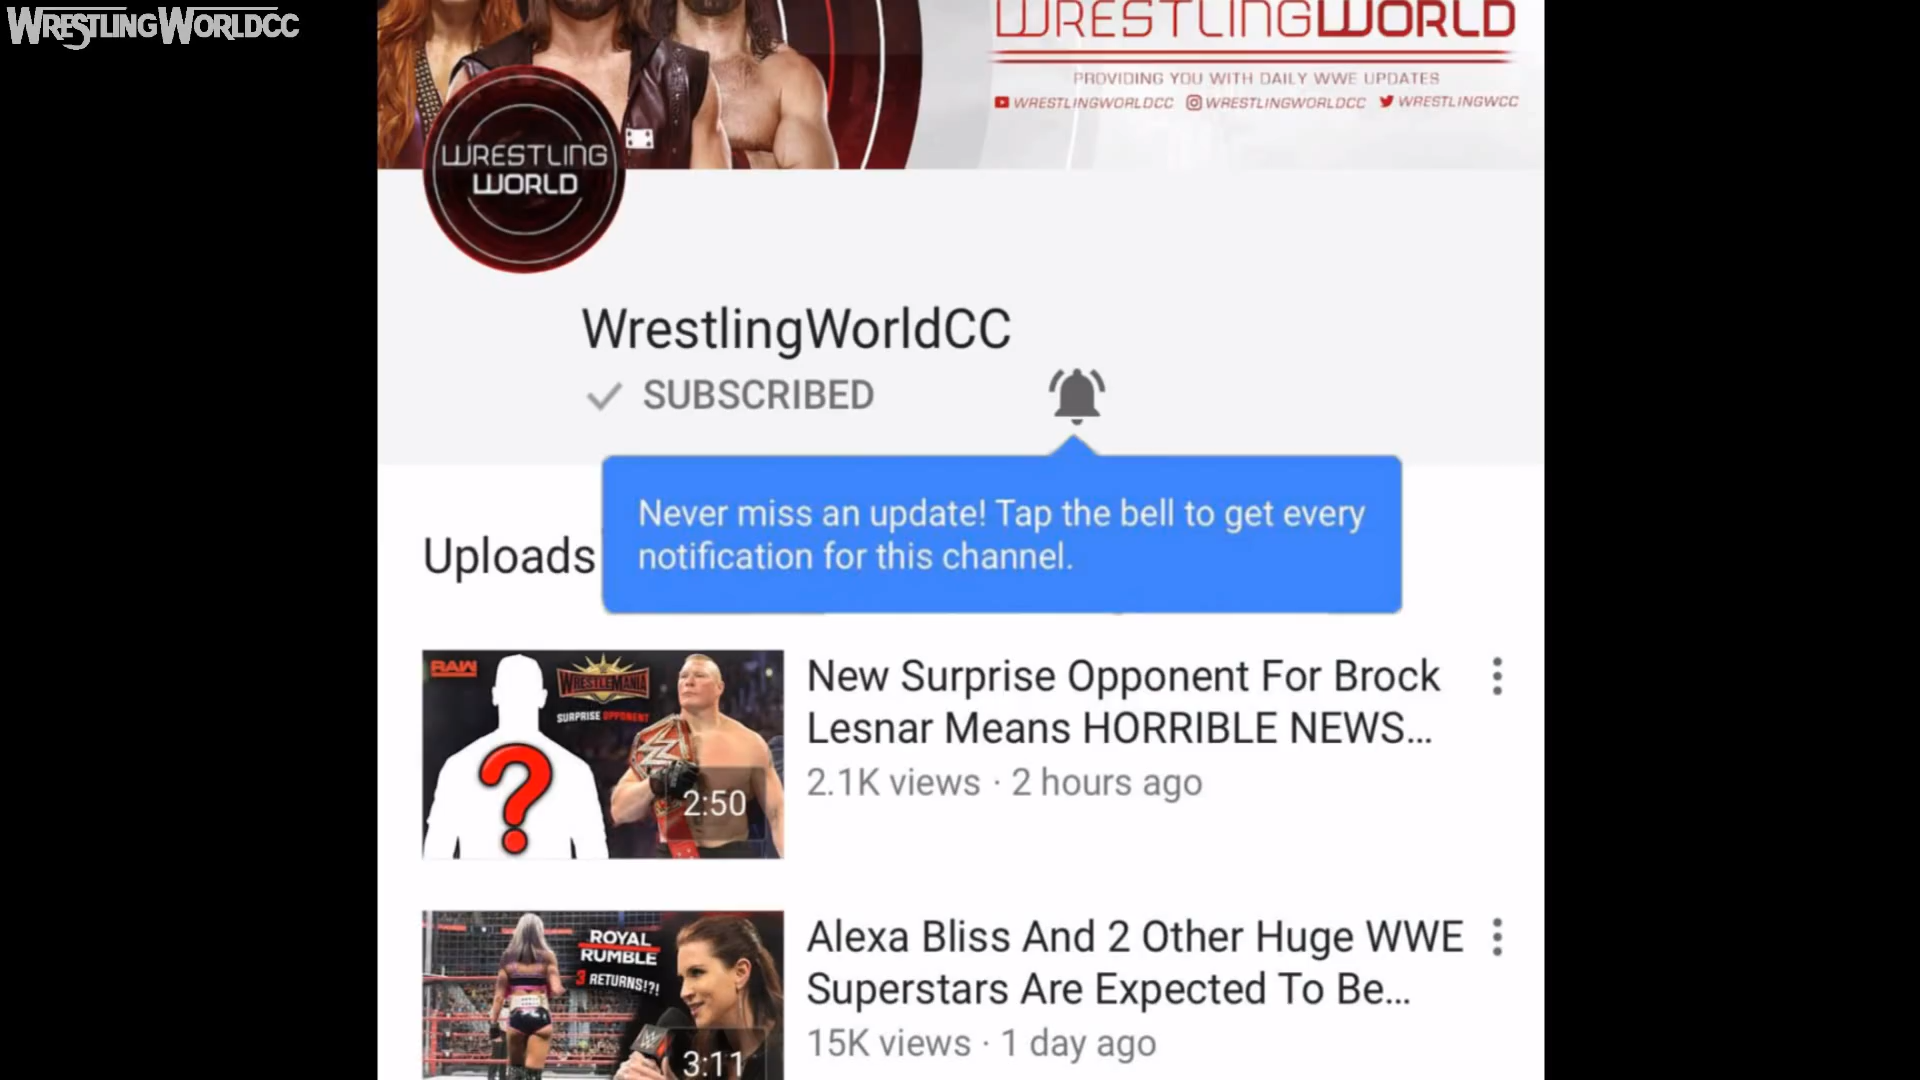 WRESTLINGWORLDCC
WRESTLINGWORLD
PROVIDING YOU WITH DAILY WWE UPDATES
WRESTLINGWORLDCC WRESTLINGWORLDCC WRESTLINGWCC
WRESTLING
WORLD
WrestlingWorldCC
SUBSCRIBED
Never miss an update! Tap the bell to get every
notification for this channel.
Uploads
RAW
WRESTLEMANIA
SURPRISE OPPONENT
?
2:50
New Surprise Opponent For Brock
Lesnar Means HORRIBLE NEWS...
2.1K views · 2 hours ago
ROYAL
RUMBLE
3 RETURNS!?!
3:11
Alexa Bliss And 2 Other Huge WWE
Superstars Are Expected To Be...
15K views · 1 day ago